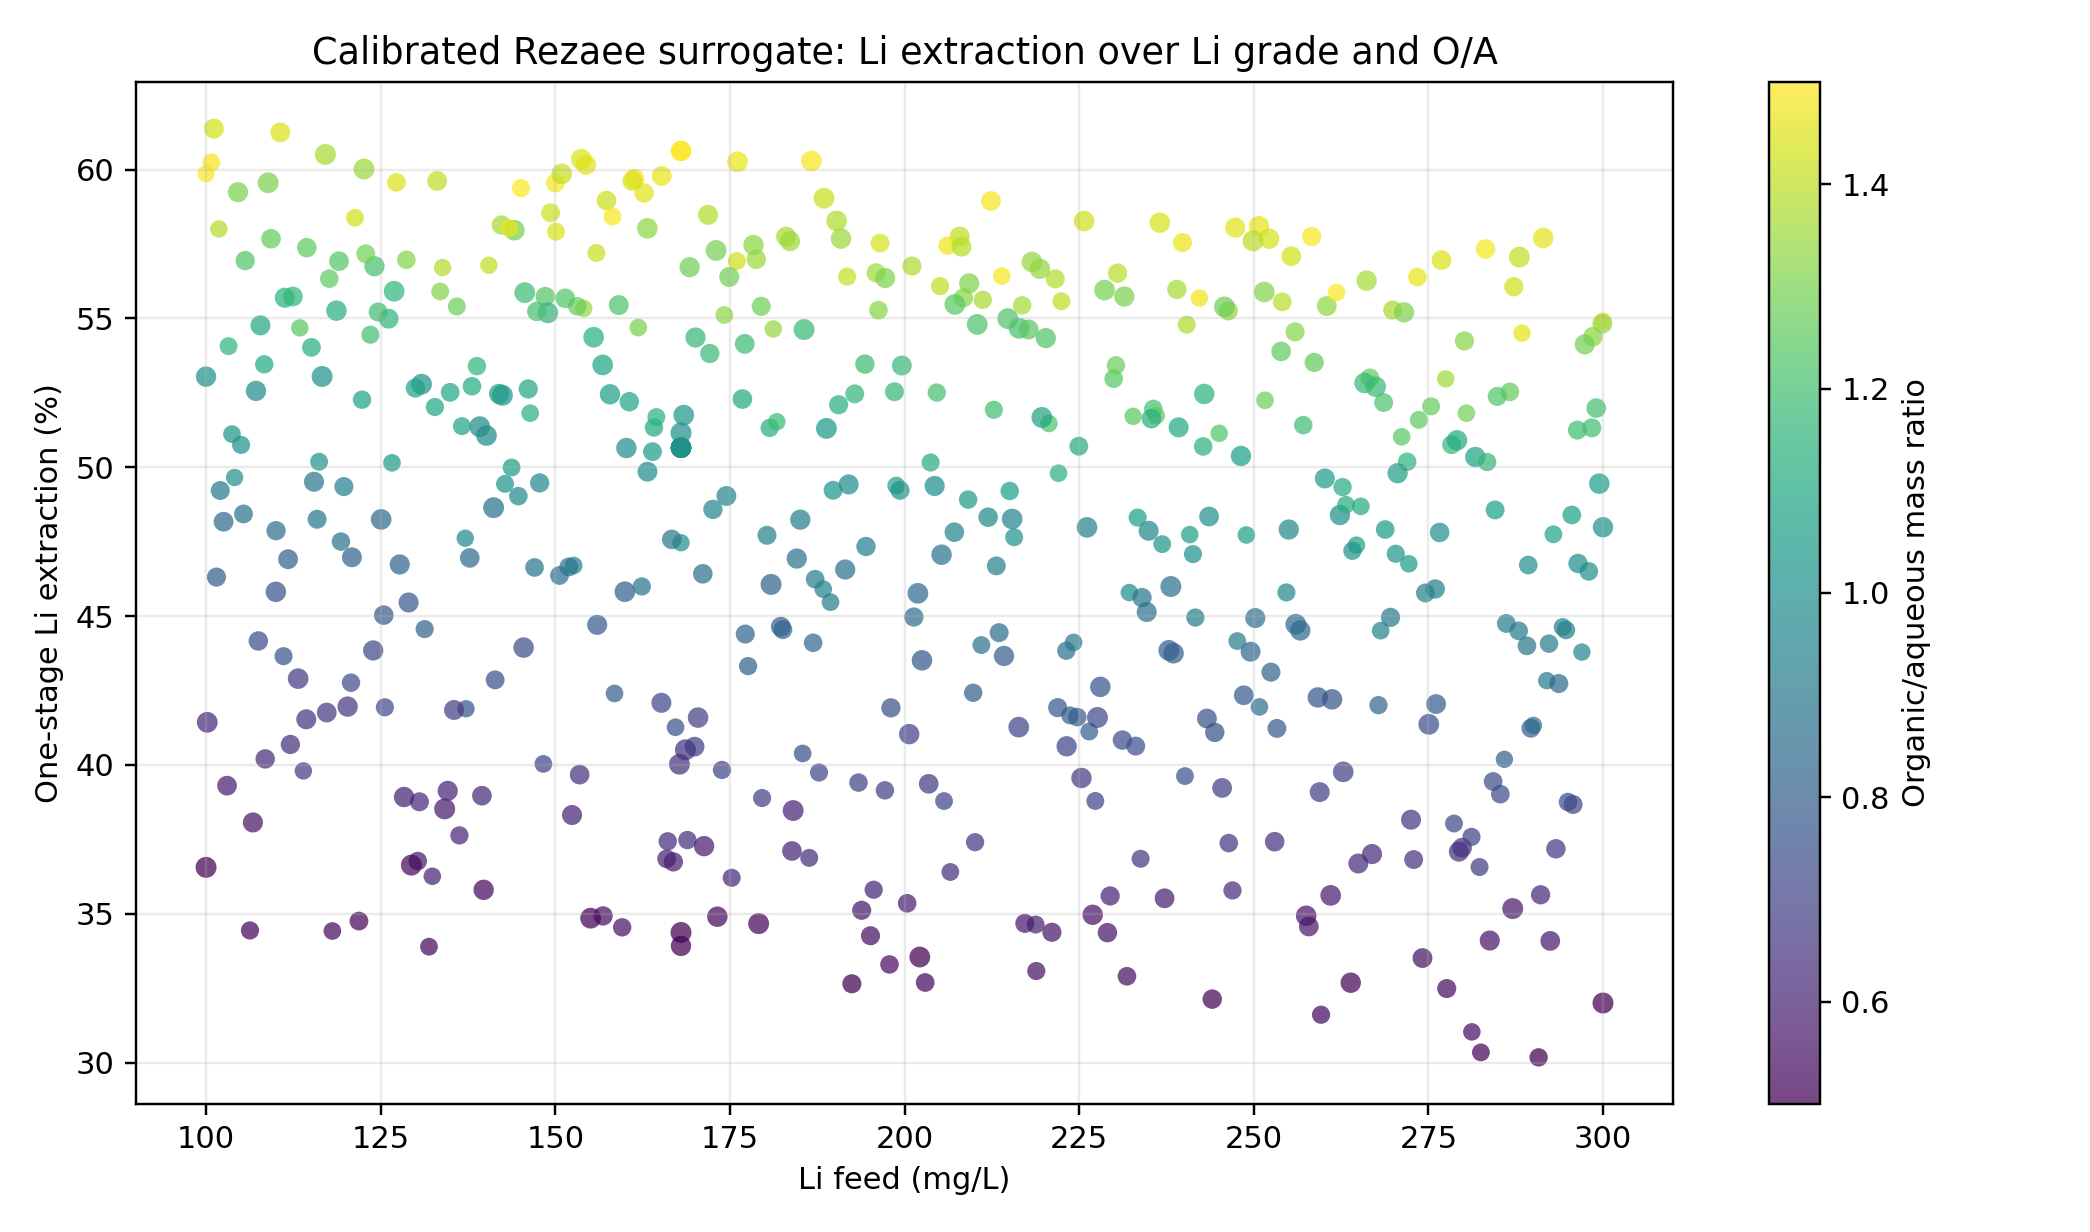 Calibrated Rezaee surrogate: Li extraction over Li grade and O/A
One-stage Li extraction (%)
60
55
50
45
40
35
30
100 125 150 175 200 225 250 275 300
Li feed (mg/L)
1.4
1.2
1.0
0.8
0.6
Organic/aqueous mass ratio